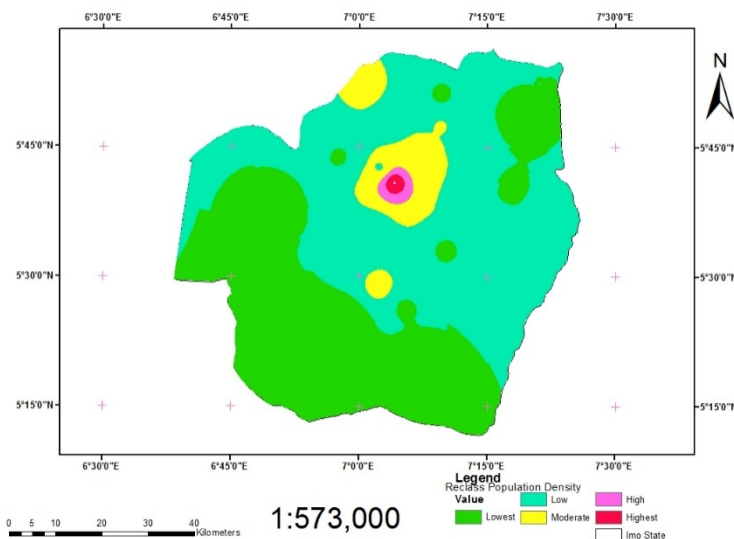 6°30'0"E 6°45'0"E 7°0'0"E 7°15'0"E 7°30'0"E
N
5°45'0"N 5°45'0"N
5°30'0"N 5°30'0"N
5°15'0"N 5°15'0"N
6°30'0"E 6°45'0"E 7°0'0"E 7°15'0"E 7°30'0"E
Legend
Reclass Population Density
Value Low High
Lowest Moderate Highest
Imo State
1:573,000
0 5 10 20 30 40
Kilometers